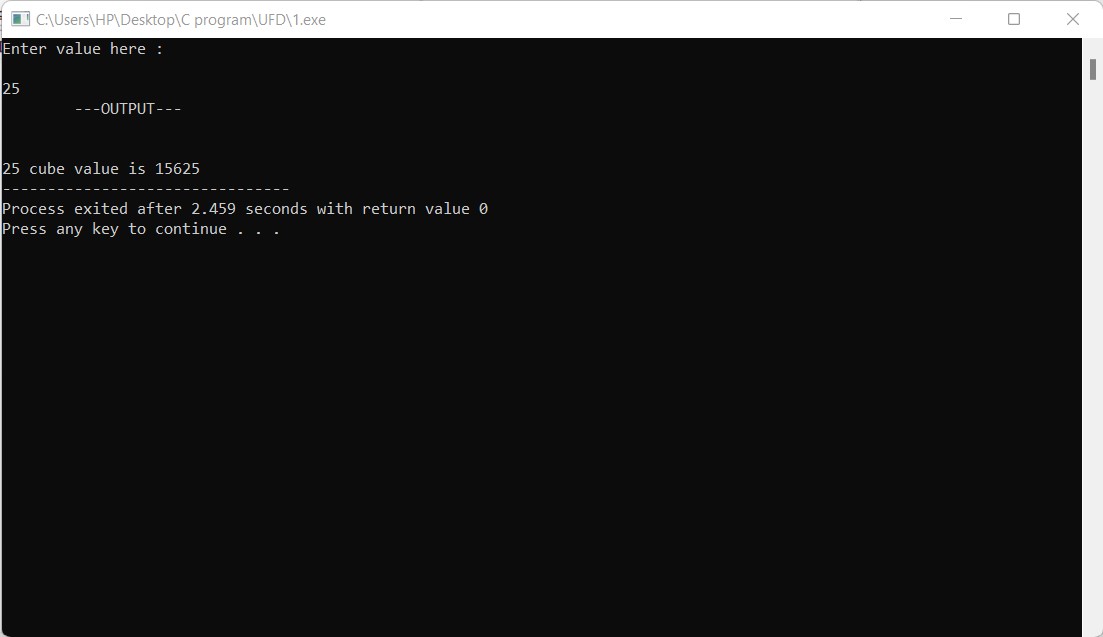 C:\Users\HP\Desktop\C program\UFD\1.exe
Enter value here :
25
---OUTPUT---
25 cube value is 15625
--------------------------------
Process exited after 2.459 seconds with return value 0
Press any key to continue . . .